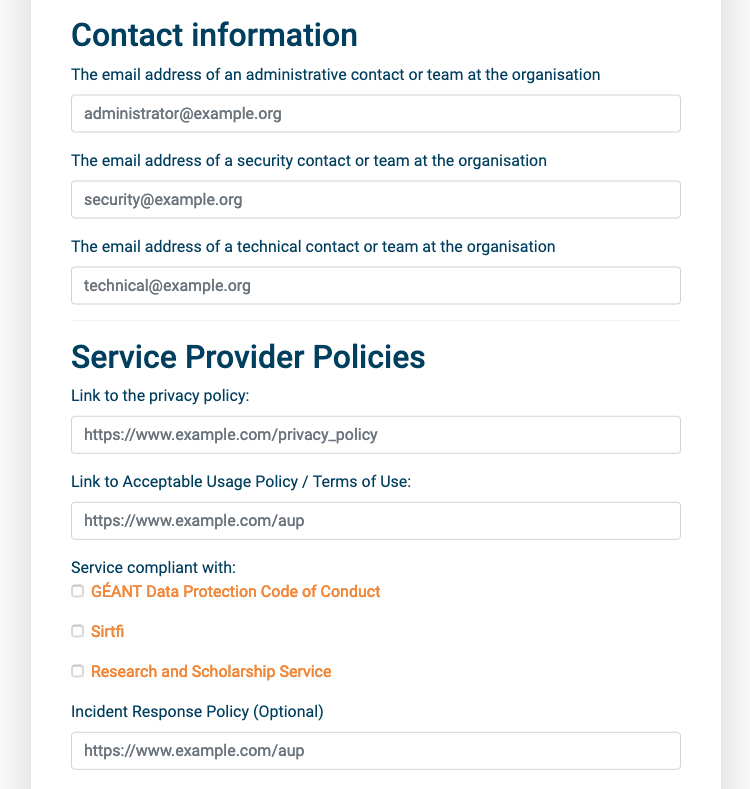 Contact information
The email address of an administrative contact or team at the organisation
administrator@example.org
The email address of a security contact or team at the organisation
security@example.org
The email address of a technical contact or team at the organisation
technical@example.org
Service Provider Policies
Link to the privacy policy:
https://www.example.com/privacy_policy
Link to Acceptable Usage Policy / Terms of Use:
https://www.example.com/aup
Service compliant with:
GÉANT Data Protection Code of Conduct
Sirtfi
Research and Scholarship Service
Incident Response Policy (Optional)
https://www.example.com/aup